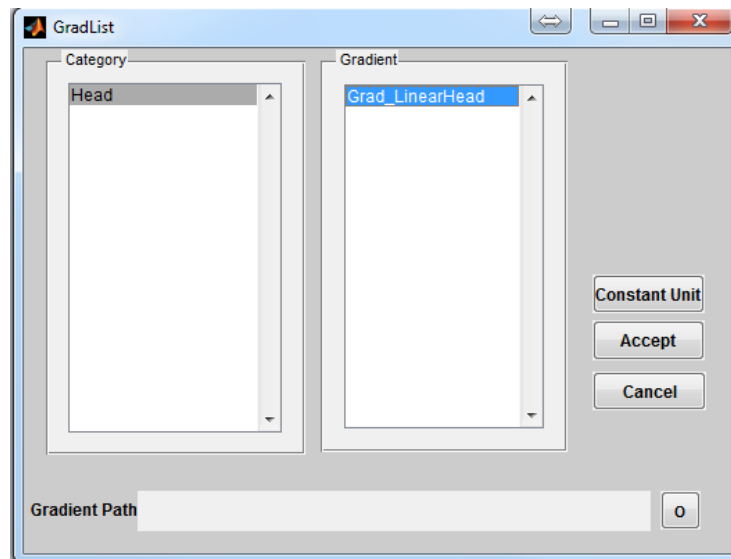 GradList
Category
Gradient
Head
Grad_LinearHead
Constant Unit
Accept
Cancel
Gradient Path
o